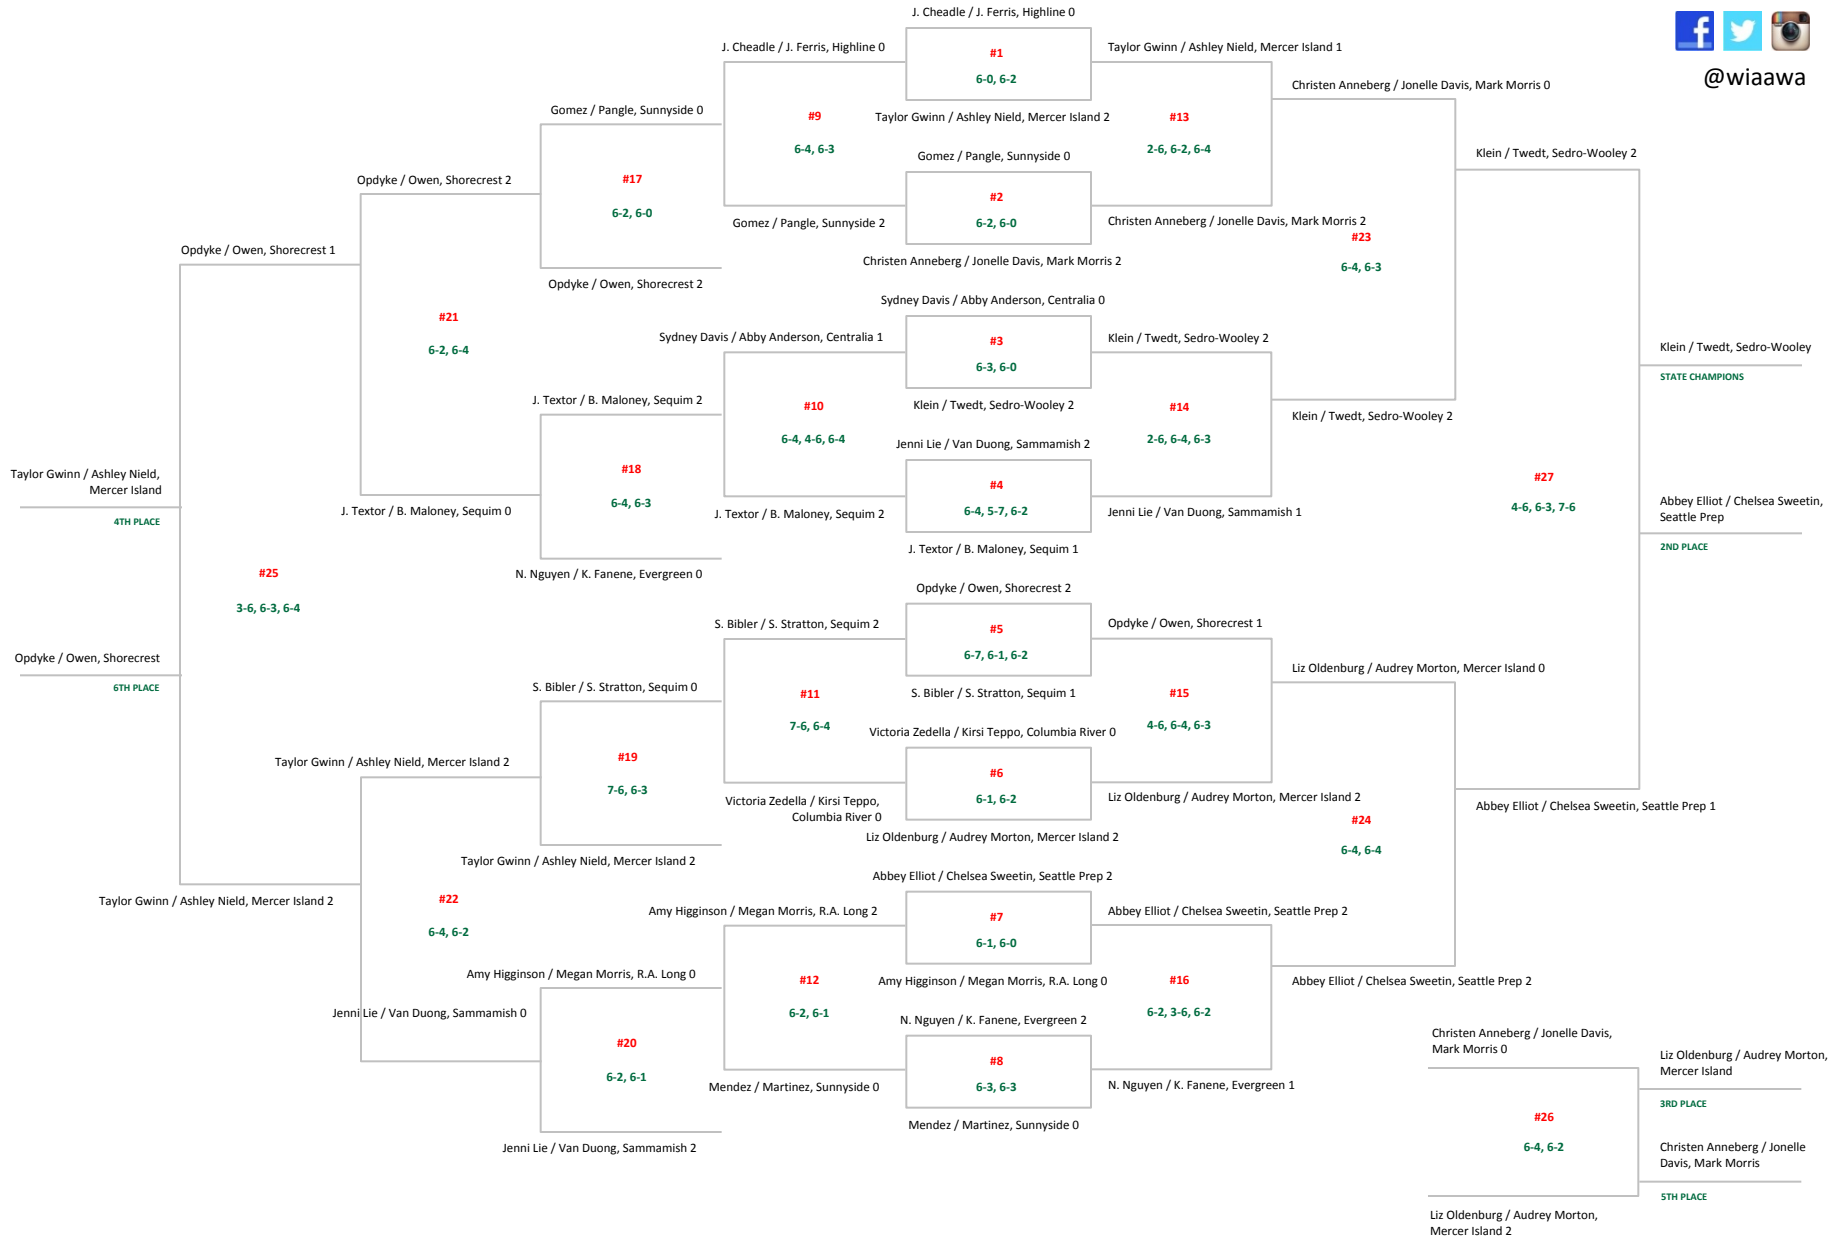 J. Cheadle / J. Ferris, Highline 0
J. Cheadle / J. Ferris, Highline 0
#1
Taylor Gwinn / Ashley Nield, Mercer Island 1
@wiaawa
6-0, 6-2
Christen Anneberg / Jonelle Davis, Mark Morris 0
Gomez / Pangle, Sunnyside 0
#9
Taylor Gwinn / Ashley Nield, Mercer Island 2
#13
6-4, 6-3
2-6, 6-2, 6-4
Gomez / Pangle, Sunnyside 0
Klein / Twedt, Sedro-Wooley 2
Opdyke / Owen, Shorecrest 2
#17
#2
6-2, 6-0
6-2, 6-0
Gomez / Pangle, Sunnyside 2
Christen Anneberg / Jonelle Davis, Mark Morris 2
#23
Opdyke / Owen, Shorecrest 1
Christen Anneberg / Jonelle Davis, Mark Morris 2
6-4, 6-3
Opdyke / Owen, Shorecrest 2
Sydney Davis / Abby Anderson, Centralia 0
#21
Sydney Davis / Abby Anderson, Centralia 1
#3
Klein / Twedt, Sedro-Wooley 2
6-2, 6-4
Klein / Twedt, Sedro-Wooley
6-3, 6-0
STATE CHAMPIONS
J. Textor / B. Maloney, Sequim 2
#10
Klein / Twedt, Sedro-Wooley 2
#14
Klein / Twedt, Sedro-Wooley 2
6-4, 4-6, 6-4
Jenni Lie / Van Duong, Sammamish 2
2-6, 6-4, 6-3
Taylor Gwinn / Ashley Nield,
Mercer Island
#18
#4
#27
6-4, 6-3
J. Textor / B. Maloney, Sequim 0
J. Textor / B. Maloney, Sequim 2
6-4, 5-7, 6-2
Jenni Lie / Van Duong, Sammamish 1
4-6, 6-3, 7-6
Abbey Elliot / Chelsea Sweetin,
Seattle Prep
4TH PLACE
J. Textor / B. Maloney, Sequim 1
2ND PLACE
#25
N. Nguyen / K. Fanene, Evergreen 0
Opdyke / Owen, Shorecrest 2
3-6, 6-3, 6-4
S. Bibler / S. Stratton, Sequim 2
#5
Opdyke / Owen, Shorecrest 1
Opdyke / Owen, Shorecrest
6-7, 6-1, 6-2
Liz Oldenburg / Audrey Morton, Mercer Island 0
6TH PLACE
S. Bibler / S. Stratton, Sequim 0
#11
S. Bibler / S. Stratton, Sequim 1
#15
7-6, 6-4
Victoria Zedella / Kirsi Teppo, Columbia River 0
4-6, 6-4, 6-3
Taylor Gwinn / Ashley Nield, Mercer Island 2
#19
#6
7-6, 6-3
Victoria Zedella / Kirsi Teppo,
Columbia River 0
6-1, 6-2
Liz Oldenburg / Audrey Morton, Mercer Island 2
Abbey Elliot / Chelsea Sweetin, Seattle Prep 1
#24
Liz Oldenburg / Audrey Morton, Mercer Island 2
6-4, 6-4
Taylor Gwinn / Ashley Nield, Mercer Island 2
Abbey Elliot / Chelsea Sweetin, Seattle Prep 2
Taylor Gwinn / Ashley Nield, Mercer Island 2
#22
Amy Higginson / Megan Morris, R.A. Long 2
#7
Abbey Elliot / Chelsea Sweetin, Seattle Prep 2
6-4, 6-2
6-1, 6-0
Amy Higginson / Megan Morris, R.A. Long 0
#12
Amy Higginson / Megan Morris, R.A. Long 0
#16
Abbey Elliot / Chelsea Sweetin, Seattle Prep 2
Jenni Lie / Van Duong, Sammamish 0
6-2, 6-1
N. Nguyen / K. Fanene, Evergreen 2
6-2, 3-6, 6-2
#20
#8
Christen Anneberg / Jonelle Davis,
Mark Morris 0
Liz Oldenburg / Audrey Morton,
Mercer Island
6-2, 6-1
Mendez / Martinez, Sunnyside 0
6-3, 6-3
N. Nguyen / K. Fanene, Evergreen 1
3RD PLACE
Mendez / Martinez, Sunnyside 0
#26
Jenni Lie / Van Duong, Sammamish 2
6-4, 6-2
Christen Anneberg / Jonelle
Davis, Mark Morris
5TH PLACE
Liz Oldenburg / Audrey Morton,
Mercer Island 2